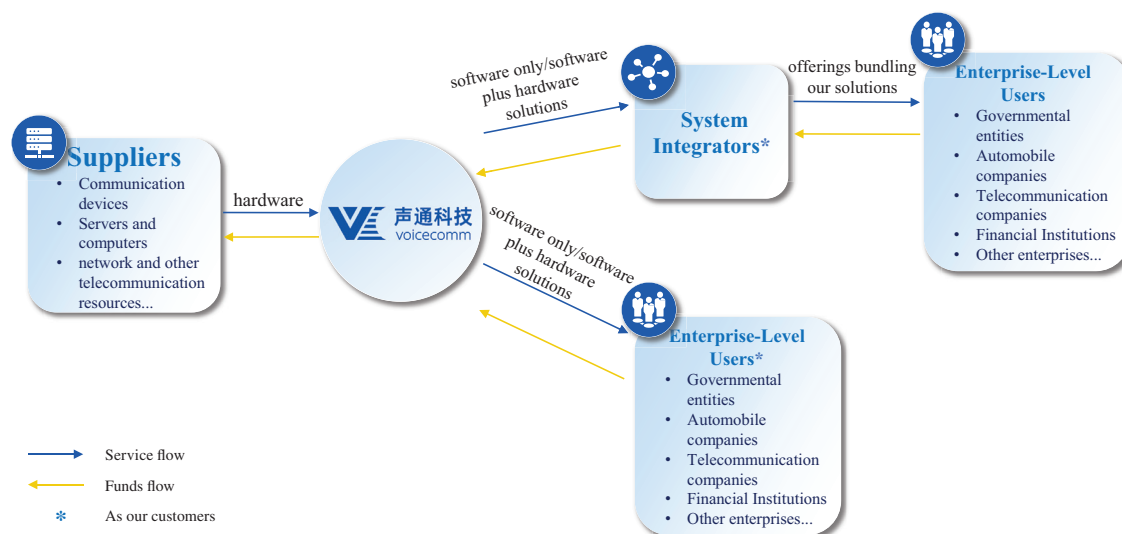 Suppliers
• Communication
devices
• Servers and
computers
• network and other
telecommunication
resources...
hardware
声通科技
voicecomm
software only/software
plus hardware
solutions
System
Integrators*
offerings bundling
our solutions
Enterprise-Level
Users
• Governmental
entities
• Automobile
companies
• Telecommunication
companies
• Financial Institutions
• Other enterprises...
software only/software
plus hardware
solutions
Enterprise-Level
Users*
• Governmental
entities
• Automobile
companies
• Telecommunication
companies
• Financial Institutions
• Other enterprises...
Service flow
Funds flow
* As our customers